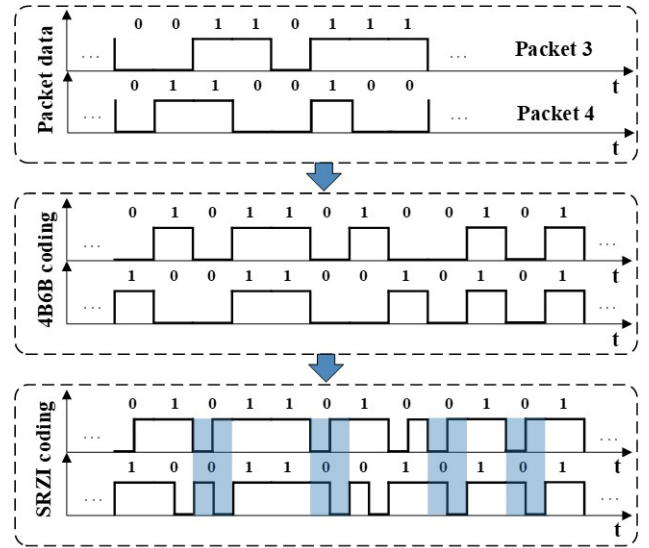 Packet data
0 0 1 1 0 1 1 1
... ... Packet 3
t
0 1 1 0 0 1 0 0
... ... Packet 4
t
4B6B coding
0 1 0 1 1 0 1 0 0 1 0 1
... ...
t
1 0 0 1 1 0 0 1 0 1 0 1
... ...
t
SRZI coding
0 1 0 1 1 0 1 0 0 1 0 1
... ...
t
1 0 0 1 1 0 0 1 0 1 0 1
... ...
t